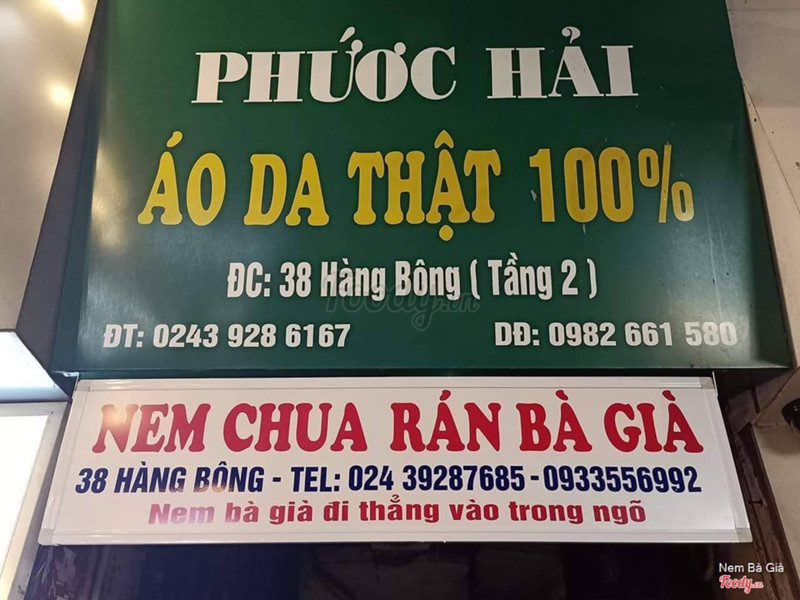 PHƯỚC HẢI
ÁO DA THẬT 100%
ĐC: 38 Hàng Bông ( Tầng 2 )
ĐT: 0243 928 6167 DĐ: 0982 661 580
NEM CHUA RÁN BÀ GIÀ
38 HÀNG BÔNG - TEL: 024 39287685 - 0933556992
Nem bà già đi thẳng vào trong ngõ
Foody.vn
Nem Bà Già
Foody.vn